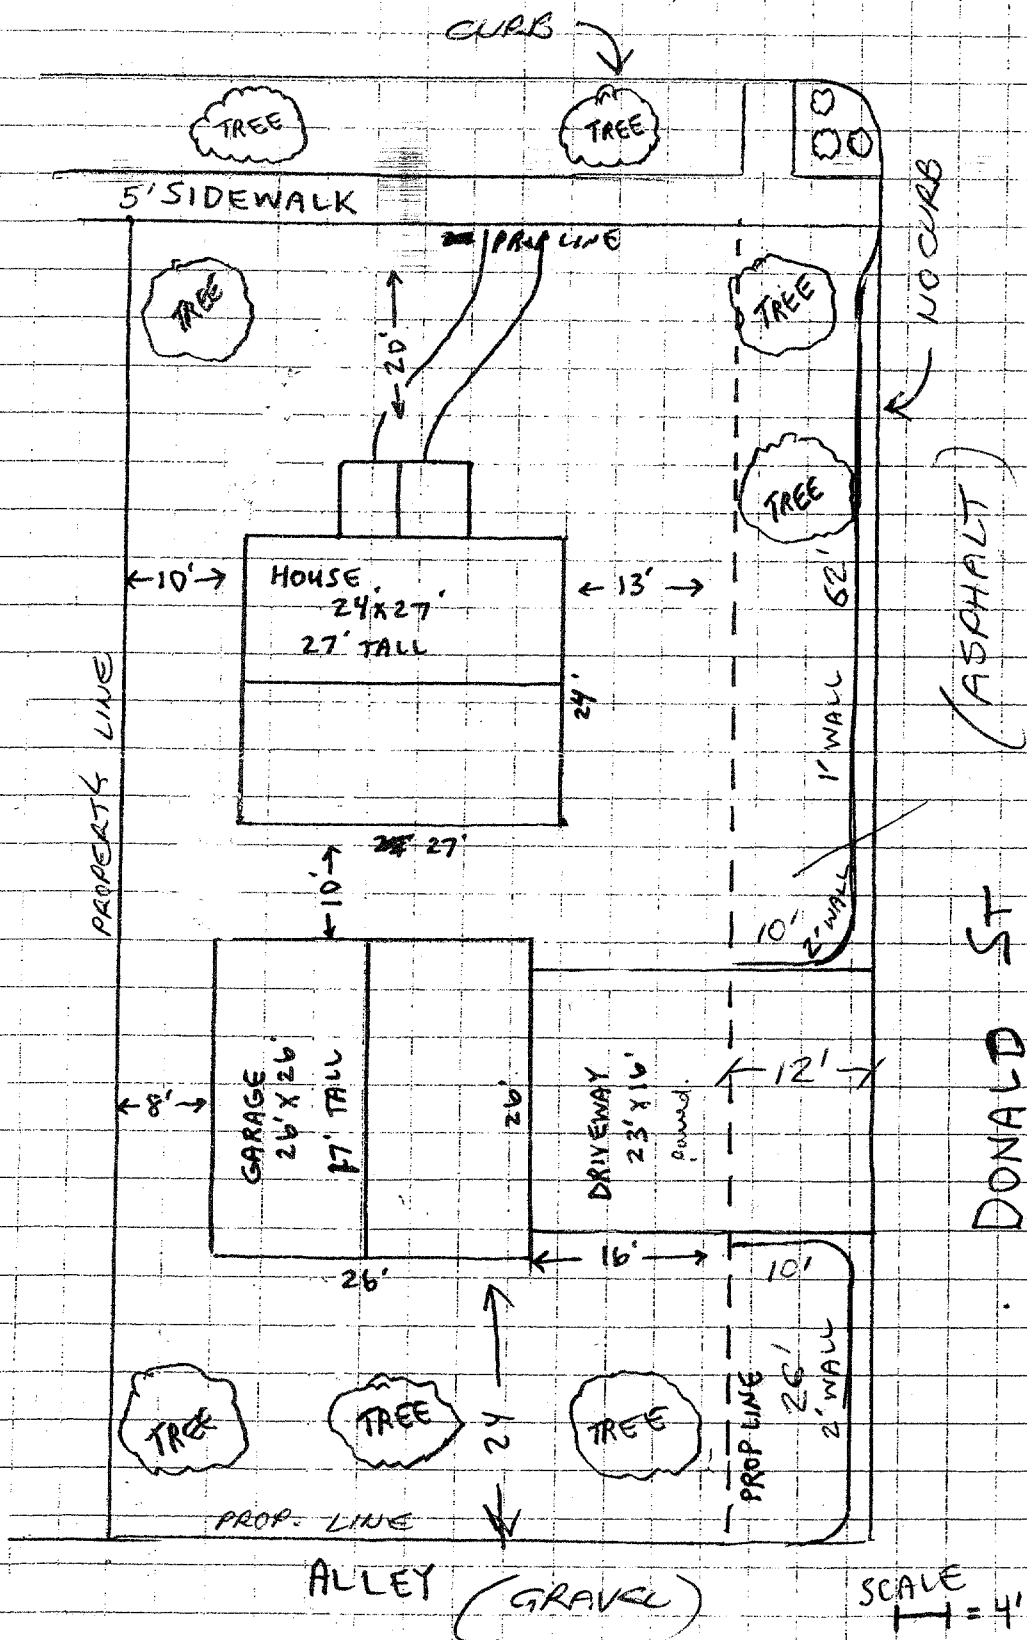 CURB
TREE
TREE
5' SIDEWALK
PROP LINE
NO CURB
TREE
TREE
20'
TREE
(ASPHALT)
10'
HOUSE
24'x27'
27' TALL
13'
62'
24'
1' WALL
PROPERTY LINE
27'
10'
10'
2' WALL
DONALD ST
12'
8'
GARAGE
26'x26'
17' TALL
26'
DRIVEWAY
23'x16'
Paved.
26'
16'
10'
24
PROP LINE
26'
2' WALL
TREE
TREE
TREE
PROP. LINE
ALLEY (GRAVEL)
SCALE
= 4'